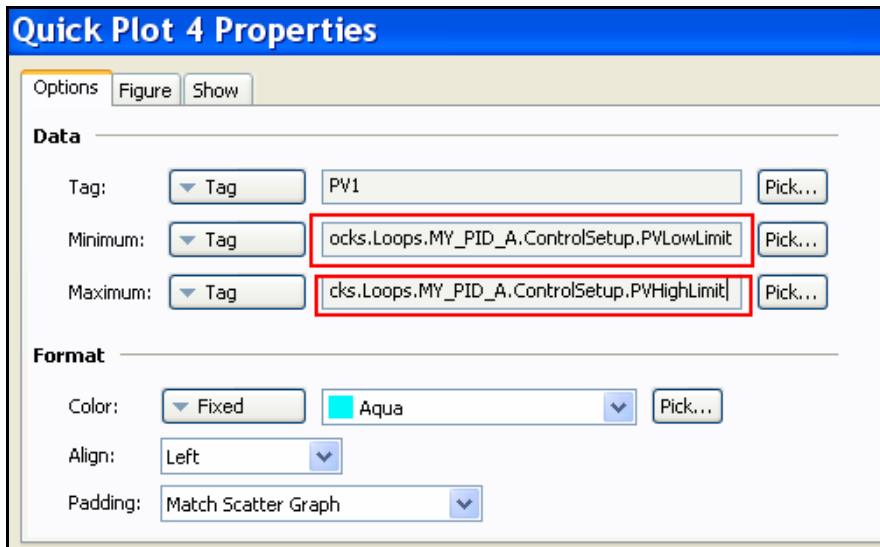 Quick Plot 4 Properties
Options Figure Show
Data
Tag: Tag PV1 Pick...
Minimum: Tag ocks.Loops.MY_PID_A.ControlSetup.PVLowLimit Pick...
Maximum: Tag cks.Loops.MY_PID_A.ControlSetup.PVHighLimit Pick...
Format
Color: Fixed Aqua Pick...
Align: Left
Padding: Match Scatter Graph